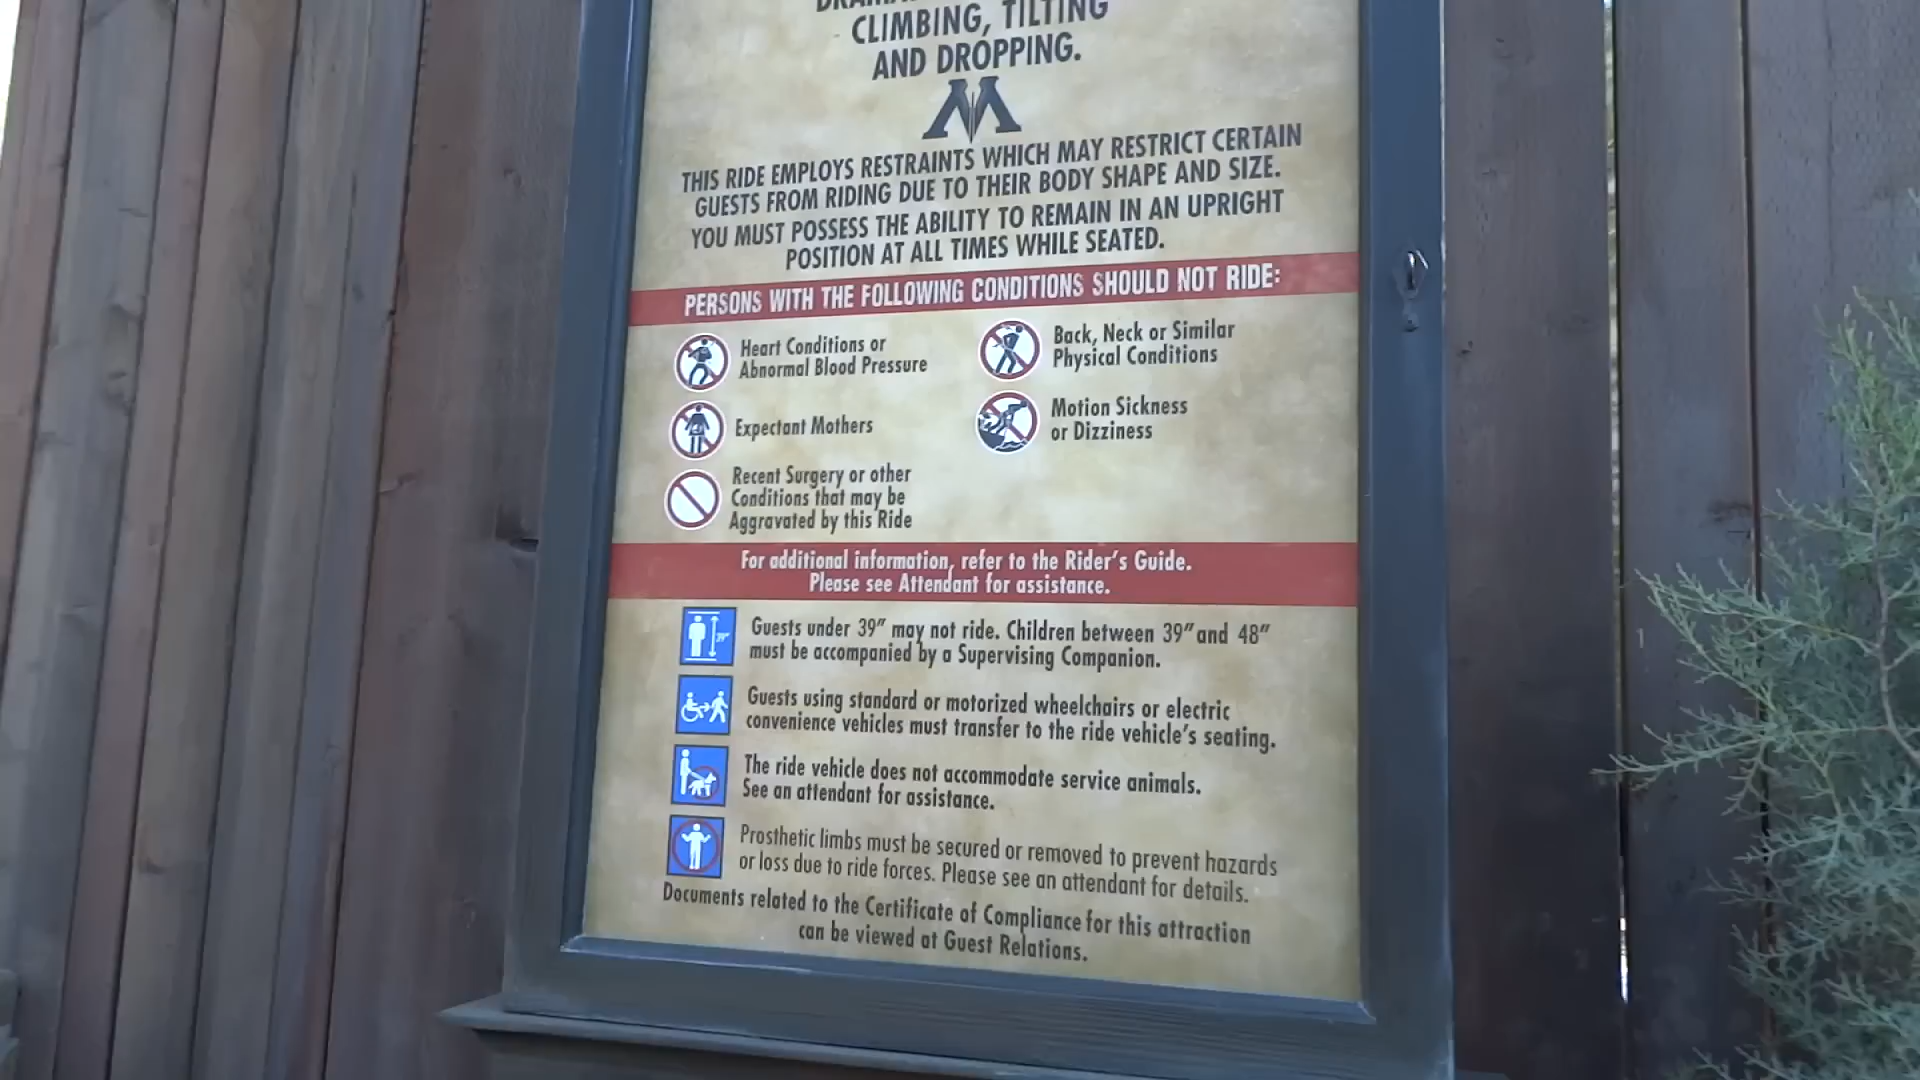 CLIMBING, TILTING
AND DROPPING.
M
THIS RIDE EMPLOYS RESTRAINTS WHICH MAY RESTRICT CERTAIN
GUESTS FROM RIDING DUE TO THEIR BODY SHAPE AND SIZE.
YOU MUST POSSESS THE ABILITY TO REMAIN IN AN UPRIGHT
POSITION AT ALL TIMES WHILE SEATED.
PERSONS WITH THE FOLLOWING CONDITIONS SHOULD NOT RIDE:
Heart Conditions or
Abnormal Blood Pressure
Back, Neck or Similar
Physical Conditions
Expectant Mothers
Motion Sickness
or Dizziness
Recent Surgery or other
Conditions that may be
Aggravated by this Ride
For additional information, refer to the Rider's Guide.
Please see Attendant for assistance.
39"
Guests under 39" may not ride. Children between 39" and 48"
must be accompanied by a Supervising Companion.
Guests using standard or motorized wheelchairs or electric
convenience vehicles must transfer to the ride vehicle's seating.
The ride vehicle does not accommodate service animals.
See an attendant for assistance.
Prosthetic limbs must be secured or removed to prevent hazards
or loss due to ride forces. Please see an attendant for details.
Documents related to the Certificate of Compliance for this attraction
can be viewed at Guest Relations.